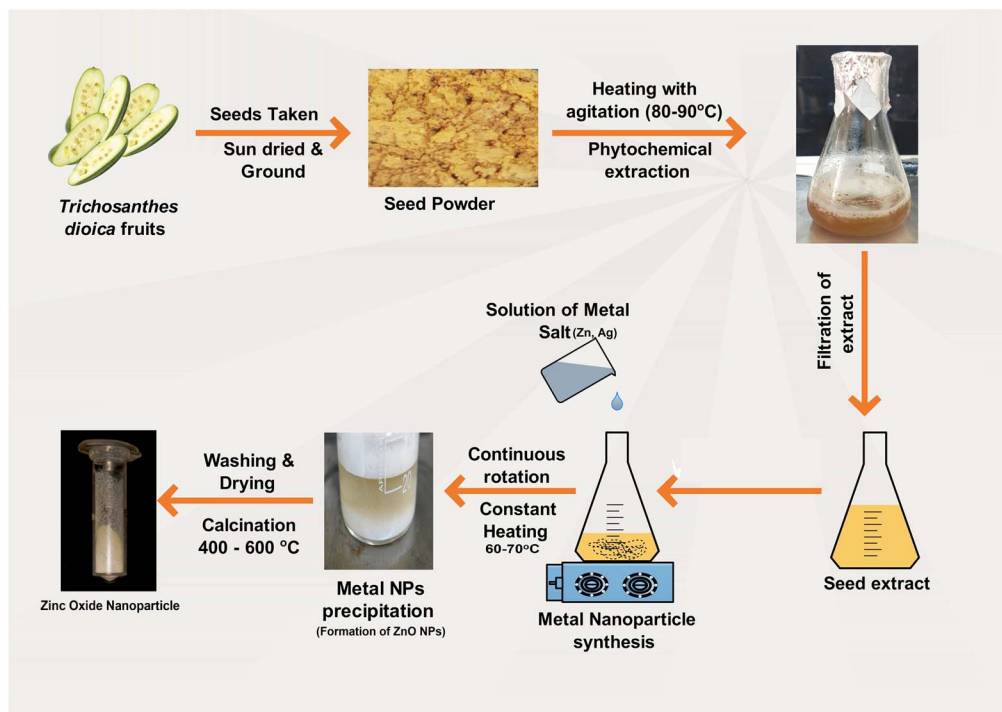 Trichosanthes
dioica fruits
Seeds Taken
Sun dried &
Ground
Seed Powder
Heating with
agitation (80-90°C)
Phytochemical
extraction
Filtration of
extract
Seed extract
Solution of Metal
Salt (Zn, Ag)
Metal Nanoparticle
synthesis
Continuous
rotation
Constant
Heating
60-70°C
20
Metal NPs
precipitation
(Formation of ZnO NPs)
Washing &
Drying
Calcination
400 - 600 °C
Zinc Oxide Nanoparticle